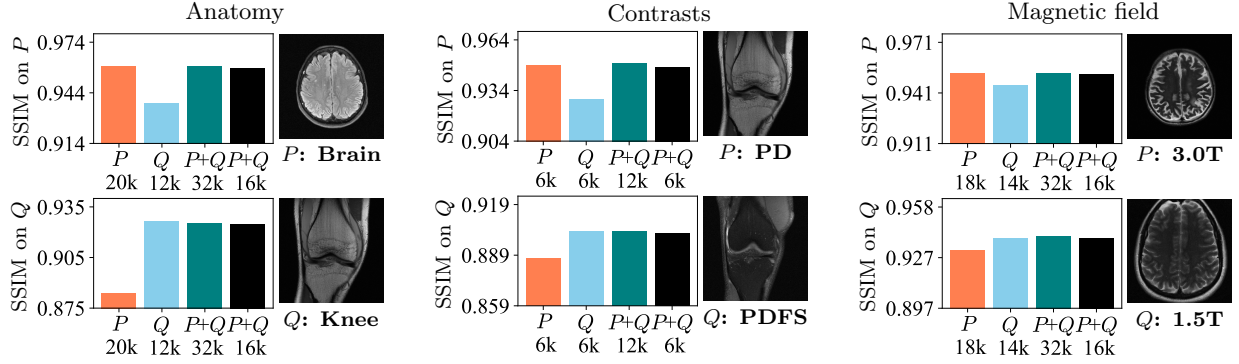 Anatomy
SSIM on P
0.974
0.944
0.914
P Q P+Q P+Q
20k 12k 32k 16k
P: Brain
SSIM on Q
0.935
0.905
0.875
P Q P+Q P+Q
20k 12k 32k 16k
Q: Knee
Contrasts
SSIM on P
0.964
0.934
0.904
P Q P+Q P+Q
6k 6k 12k 6k
P: PD
SSIM on Q
0.919
0.889
0.859
P Q P+Q P+Q
6k 6k 12k 6k
Q: PDFS
Magnetic field
SSIM on P
0.971
0.941
0.911
P Q P+Q P+Q
18k 14k 32k 16k
P: 3.0T
SSIM on Q
0.958
0.927
0.897
P Q P+Q P+Q
18k 14k 32k 16k
Q: 1.5T